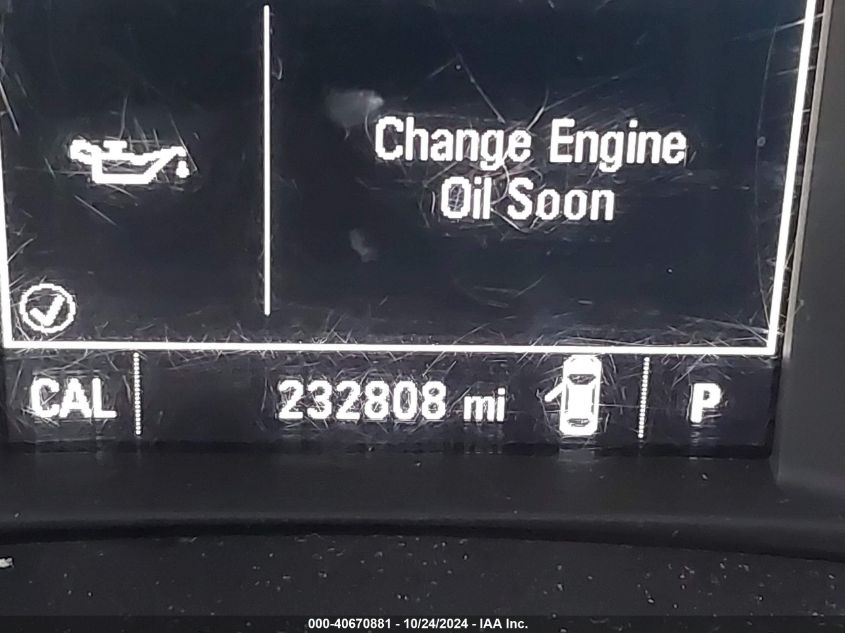 Change Engine
Oil Soon
CAL 232808 mi P
000-40670881 - 10/24/2024 - IAA Inc.